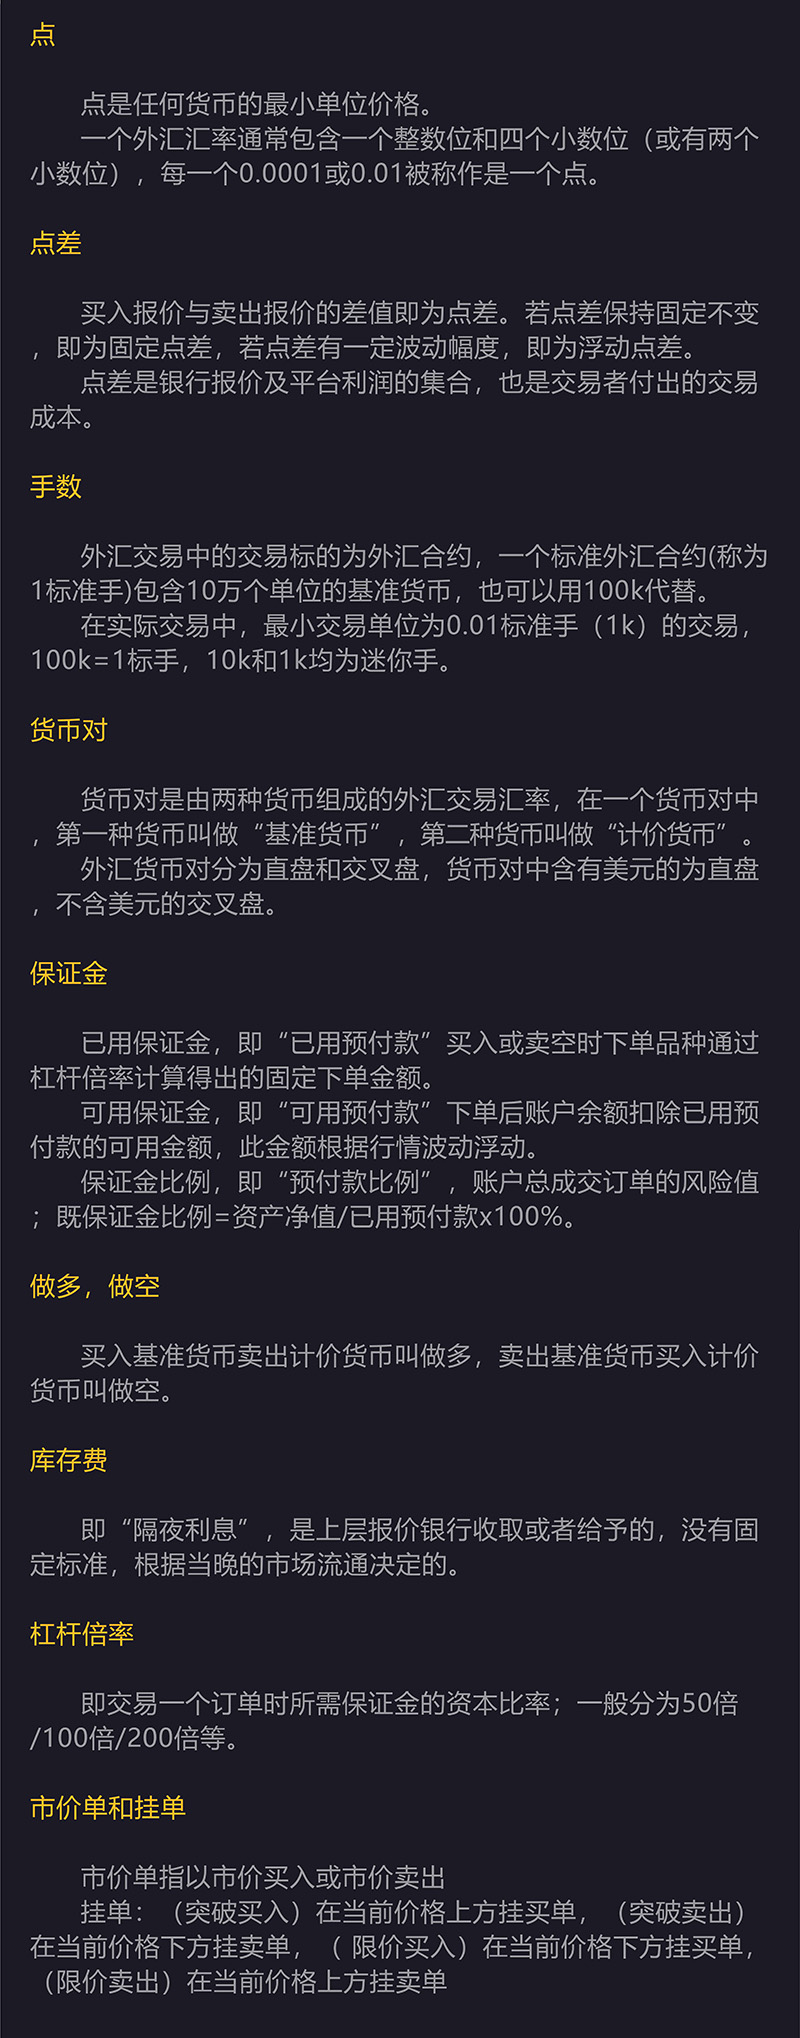 点
点是任何货币的最小单位价格。
一个外汇汇率通常包含一个整数位和四个小数位（或有两个
小数位），每一个0.0001或0.01被称作是一个点。
点差
买入报价与卖出报价的差值即为点差。若点差保持固定不变
，即为固定点差，若点差有一定波动幅度，即为浮动点差。
点差是银行报价及平台利润的集合，也是交易者付出的交易
成本。
手数
外汇交易中的交易标的为外汇合约，一个标准外汇合约(称为
1标准手)包含10万个单位的基准货币，也可以用100k代替。
在实际交易中，最小交易单位为0.01标准手（1k）的交易，
100k=1标手，10k和1k均为迷你手。
货币对
货币对是由两种货币组成的外汇交易汇率，在一个货币对中
，第一种货币叫做“基准货币”，第二种货币叫做“计价货币”。
外汇货币对分为直盘和交叉盘，货币对中含有美元的为直盘
，不含美元的交叉盘。
保证金
已用保证金，即“已用预付款”买入或卖空时下单品种通过
杠杆倍率计算得出的固定下单金额。
可用保证金，即“可用预付款”下单后账户余额扣除已用预
付款的可用金额，此金额根据行情波动浮动。
保证金比例，即“预付款比例”，账户总成交订单的风险值
；既保证金比例=资产净值/已用预付款x100%。
做多，做空
买入基准货币卖出计价货币叫做多，卖出基准货币买入计价
货币叫做空。
库存费
即“隔夜利息”，是上层报价银行收取或者给予的，没有固
定标准，根据当晚的市场流通决定的。
杠杆倍率
即交易一个订单时所需保证金的资本比率；一般分为50倍
/100倍/200倍等。
市价单和挂单
市价单指以市价买入或市价卖出
挂单：（突破买入）在当前价格上方挂买单，（突破卖出）
在当前价格下方挂卖单，（ 限价买入）在当前价格下方挂买单，
（限价卖出）在当前价格上方挂卖单